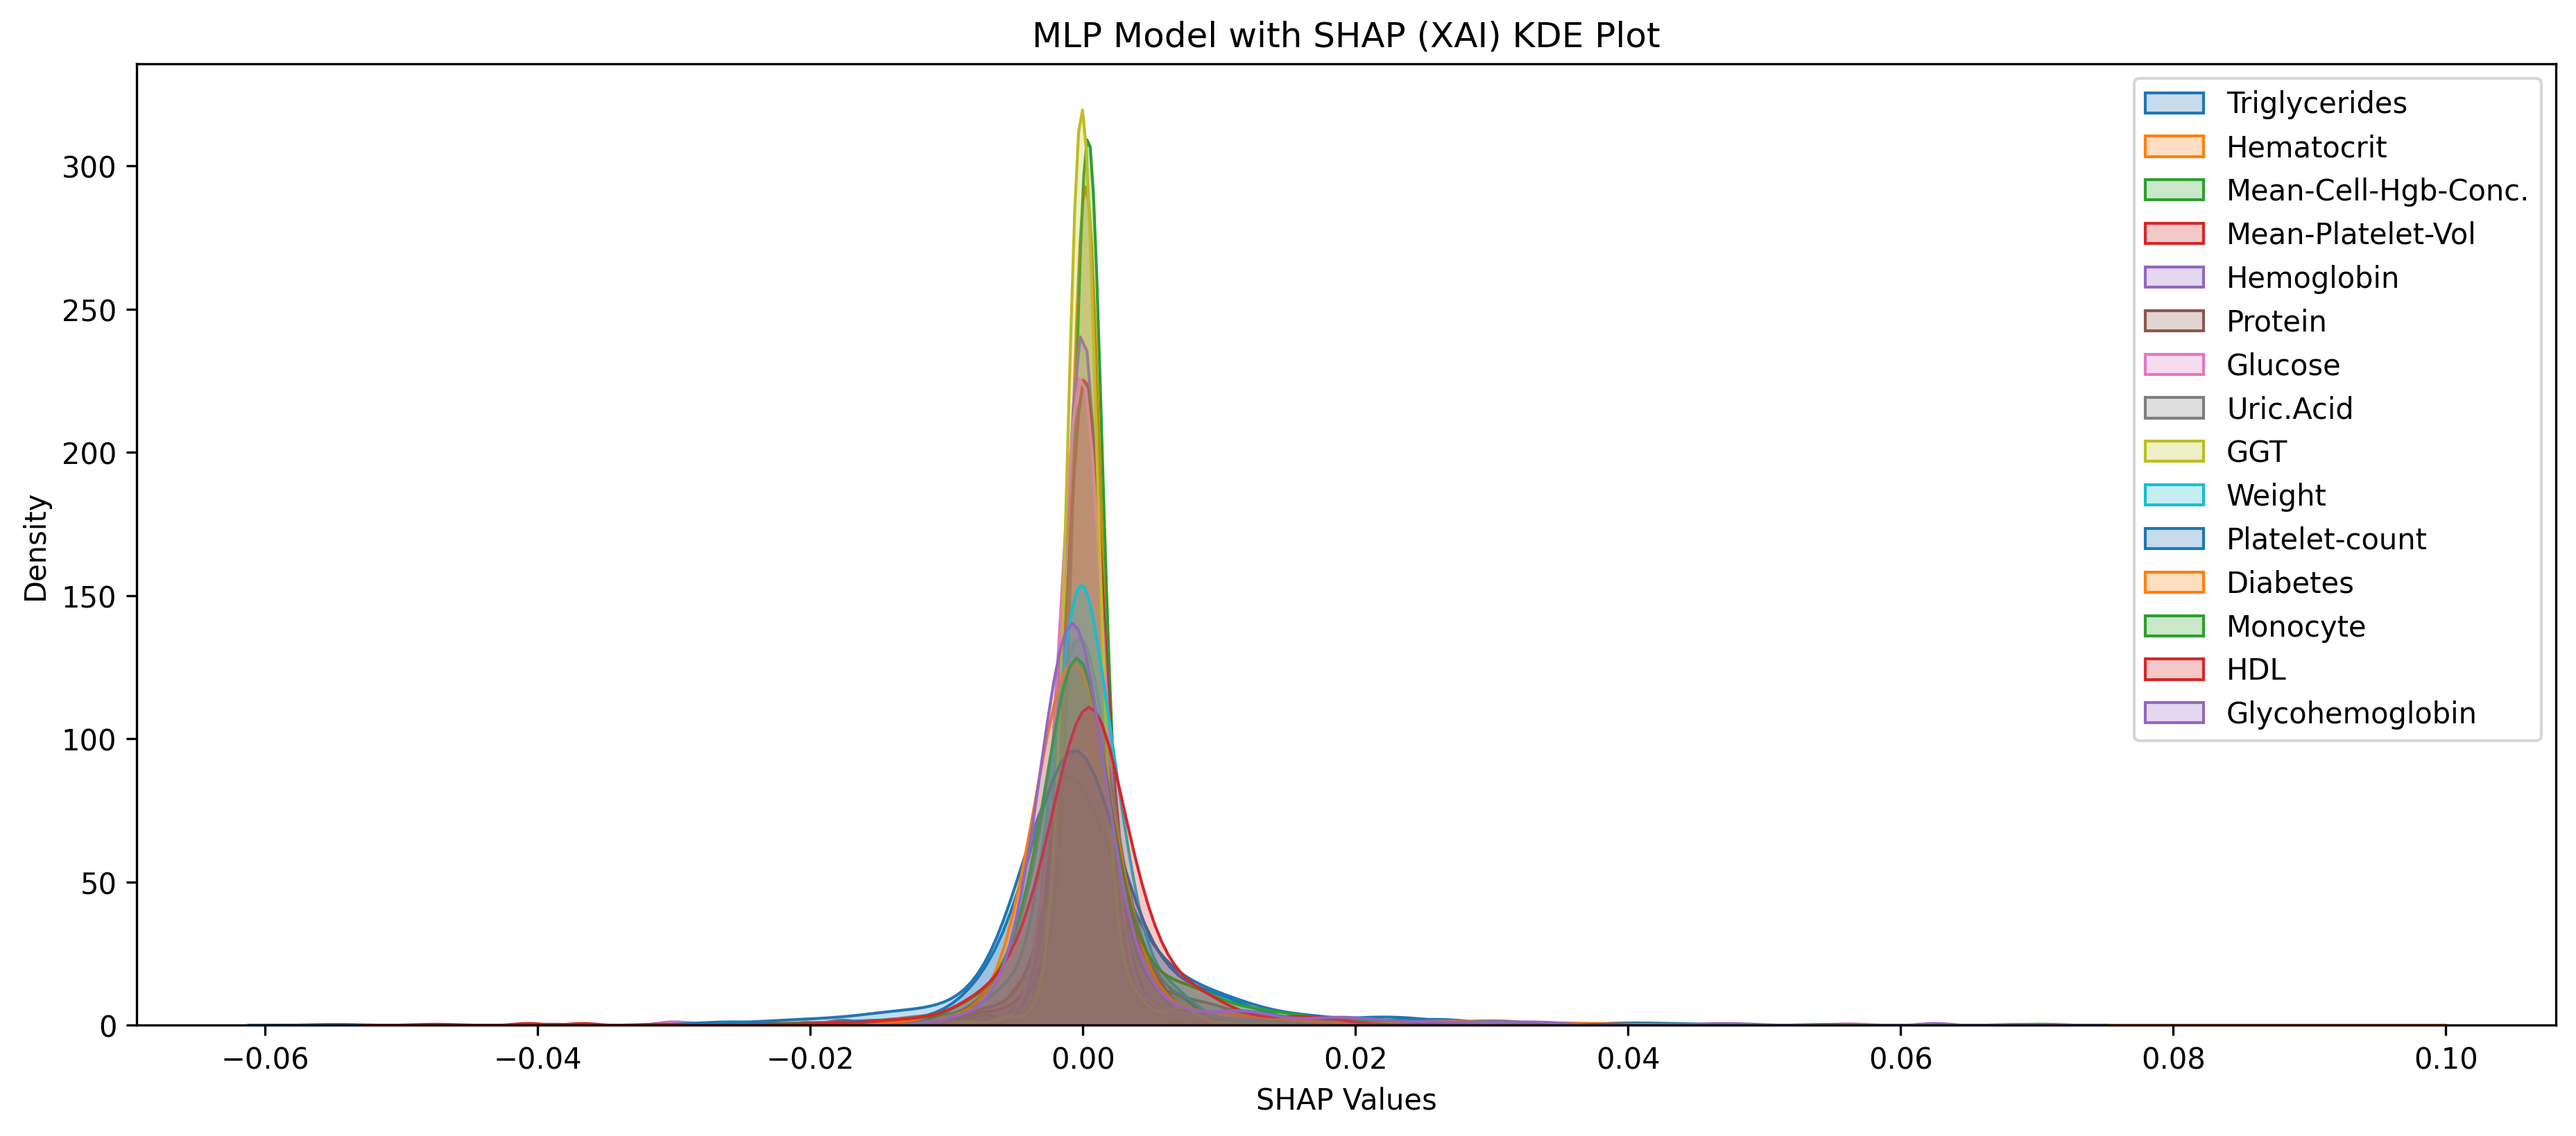 MLP Model with SHAP (XAI) KDE Plot
Triglycerides
Hematocrit
Mean-Cell-Hgb-Conc.
Mean-Platelet-Vol
Hemoglobin
Protein
Glucose
Uric.Acid
GGT
Weight
Platelet-count
Diabetes
Monocyte
HDL
Glycohemoglobin
300
250
200
150
100
50
0
Density
−0.06 −0.04 −0.02 0.00 0.02 0.04 0.06 0.08 0.10
SHAP Values